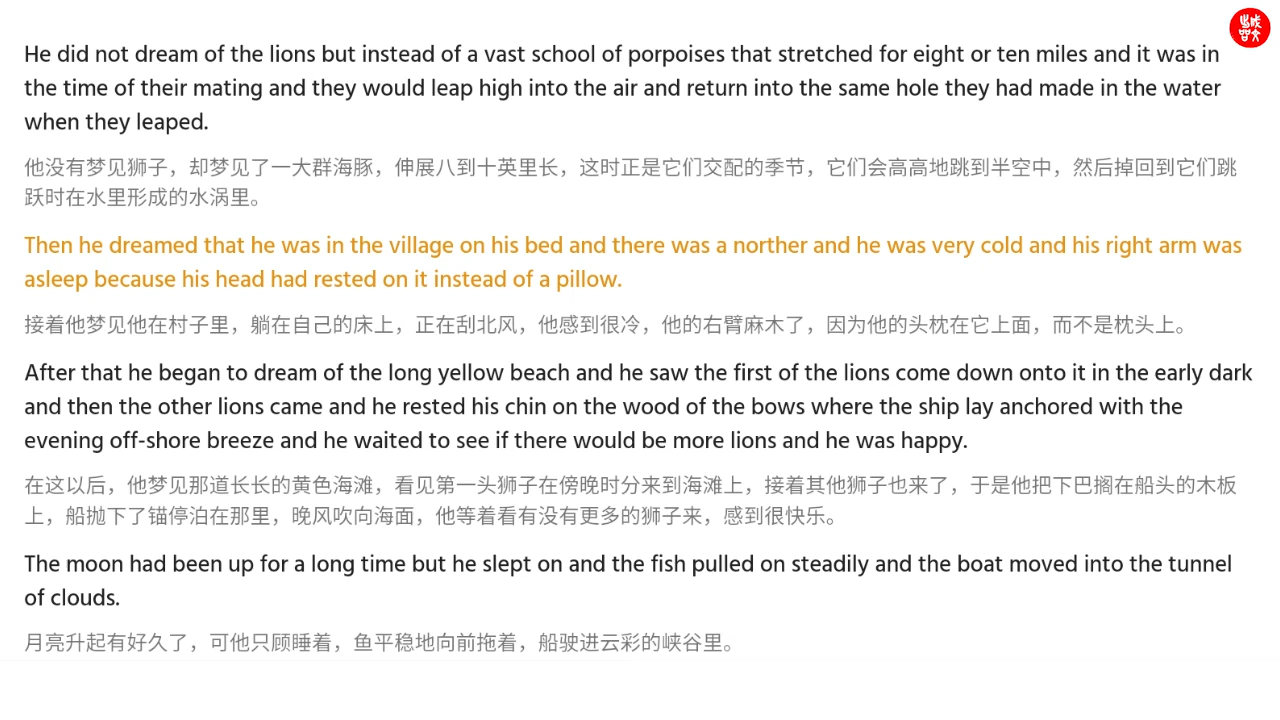 He did not dream of the lions but instead of a vast school of porpoises that stretched for eight or ten miles and it was in
the time of their mating and they would leap high into the air and return into the same hole they had made in the water
when they leaped.
他没有梦见狮子，却梦见了一大群海豚，伸展八到十英里长，这时正是它们交配的季节，它们会高高地跳到半空中，然后掉回到它们跳
跃时在水里形成的水涡里。
Then he dreamed that he was in the village on his bed and there was a norther and he was very cold and his right arm was
asleep because his head had rested on it instead of a pillow.
接着他梦见他在村子里，躺在自己的床上，正在刮北风，他感到很冷，他的右臂麻木了，因为他的头枕在它上面，而不是枕头上。
After that he began to dream of the long yellow beach and he saw the first of the lions come down onto it in the early dark
and then the other lions came and he rested his chin on the wood of the bows where the ship lay anchored with the
evening off-shore breeze and he waited to see if there would be more lions and he was happy.
在这以后，他梦见那道长长的黄色海滩，看见第一头狮子在傍晚时分来到海滩上，接着其他狮子也来了，于是他把下巴搁在船头的木板
上，船抛下了锚停泊在那里，晚风吹向海面，他等着看有没有更多的狮子来，感到很快乐。
The moon had been up for a long time but he slept on and the fish pulled on steadily and the boat moved into the tunnel
of clouds.
月亮升起有好久了，可他只顾睡着，鱼平稳地向前拖着，船驶进云彩的峡谷里。